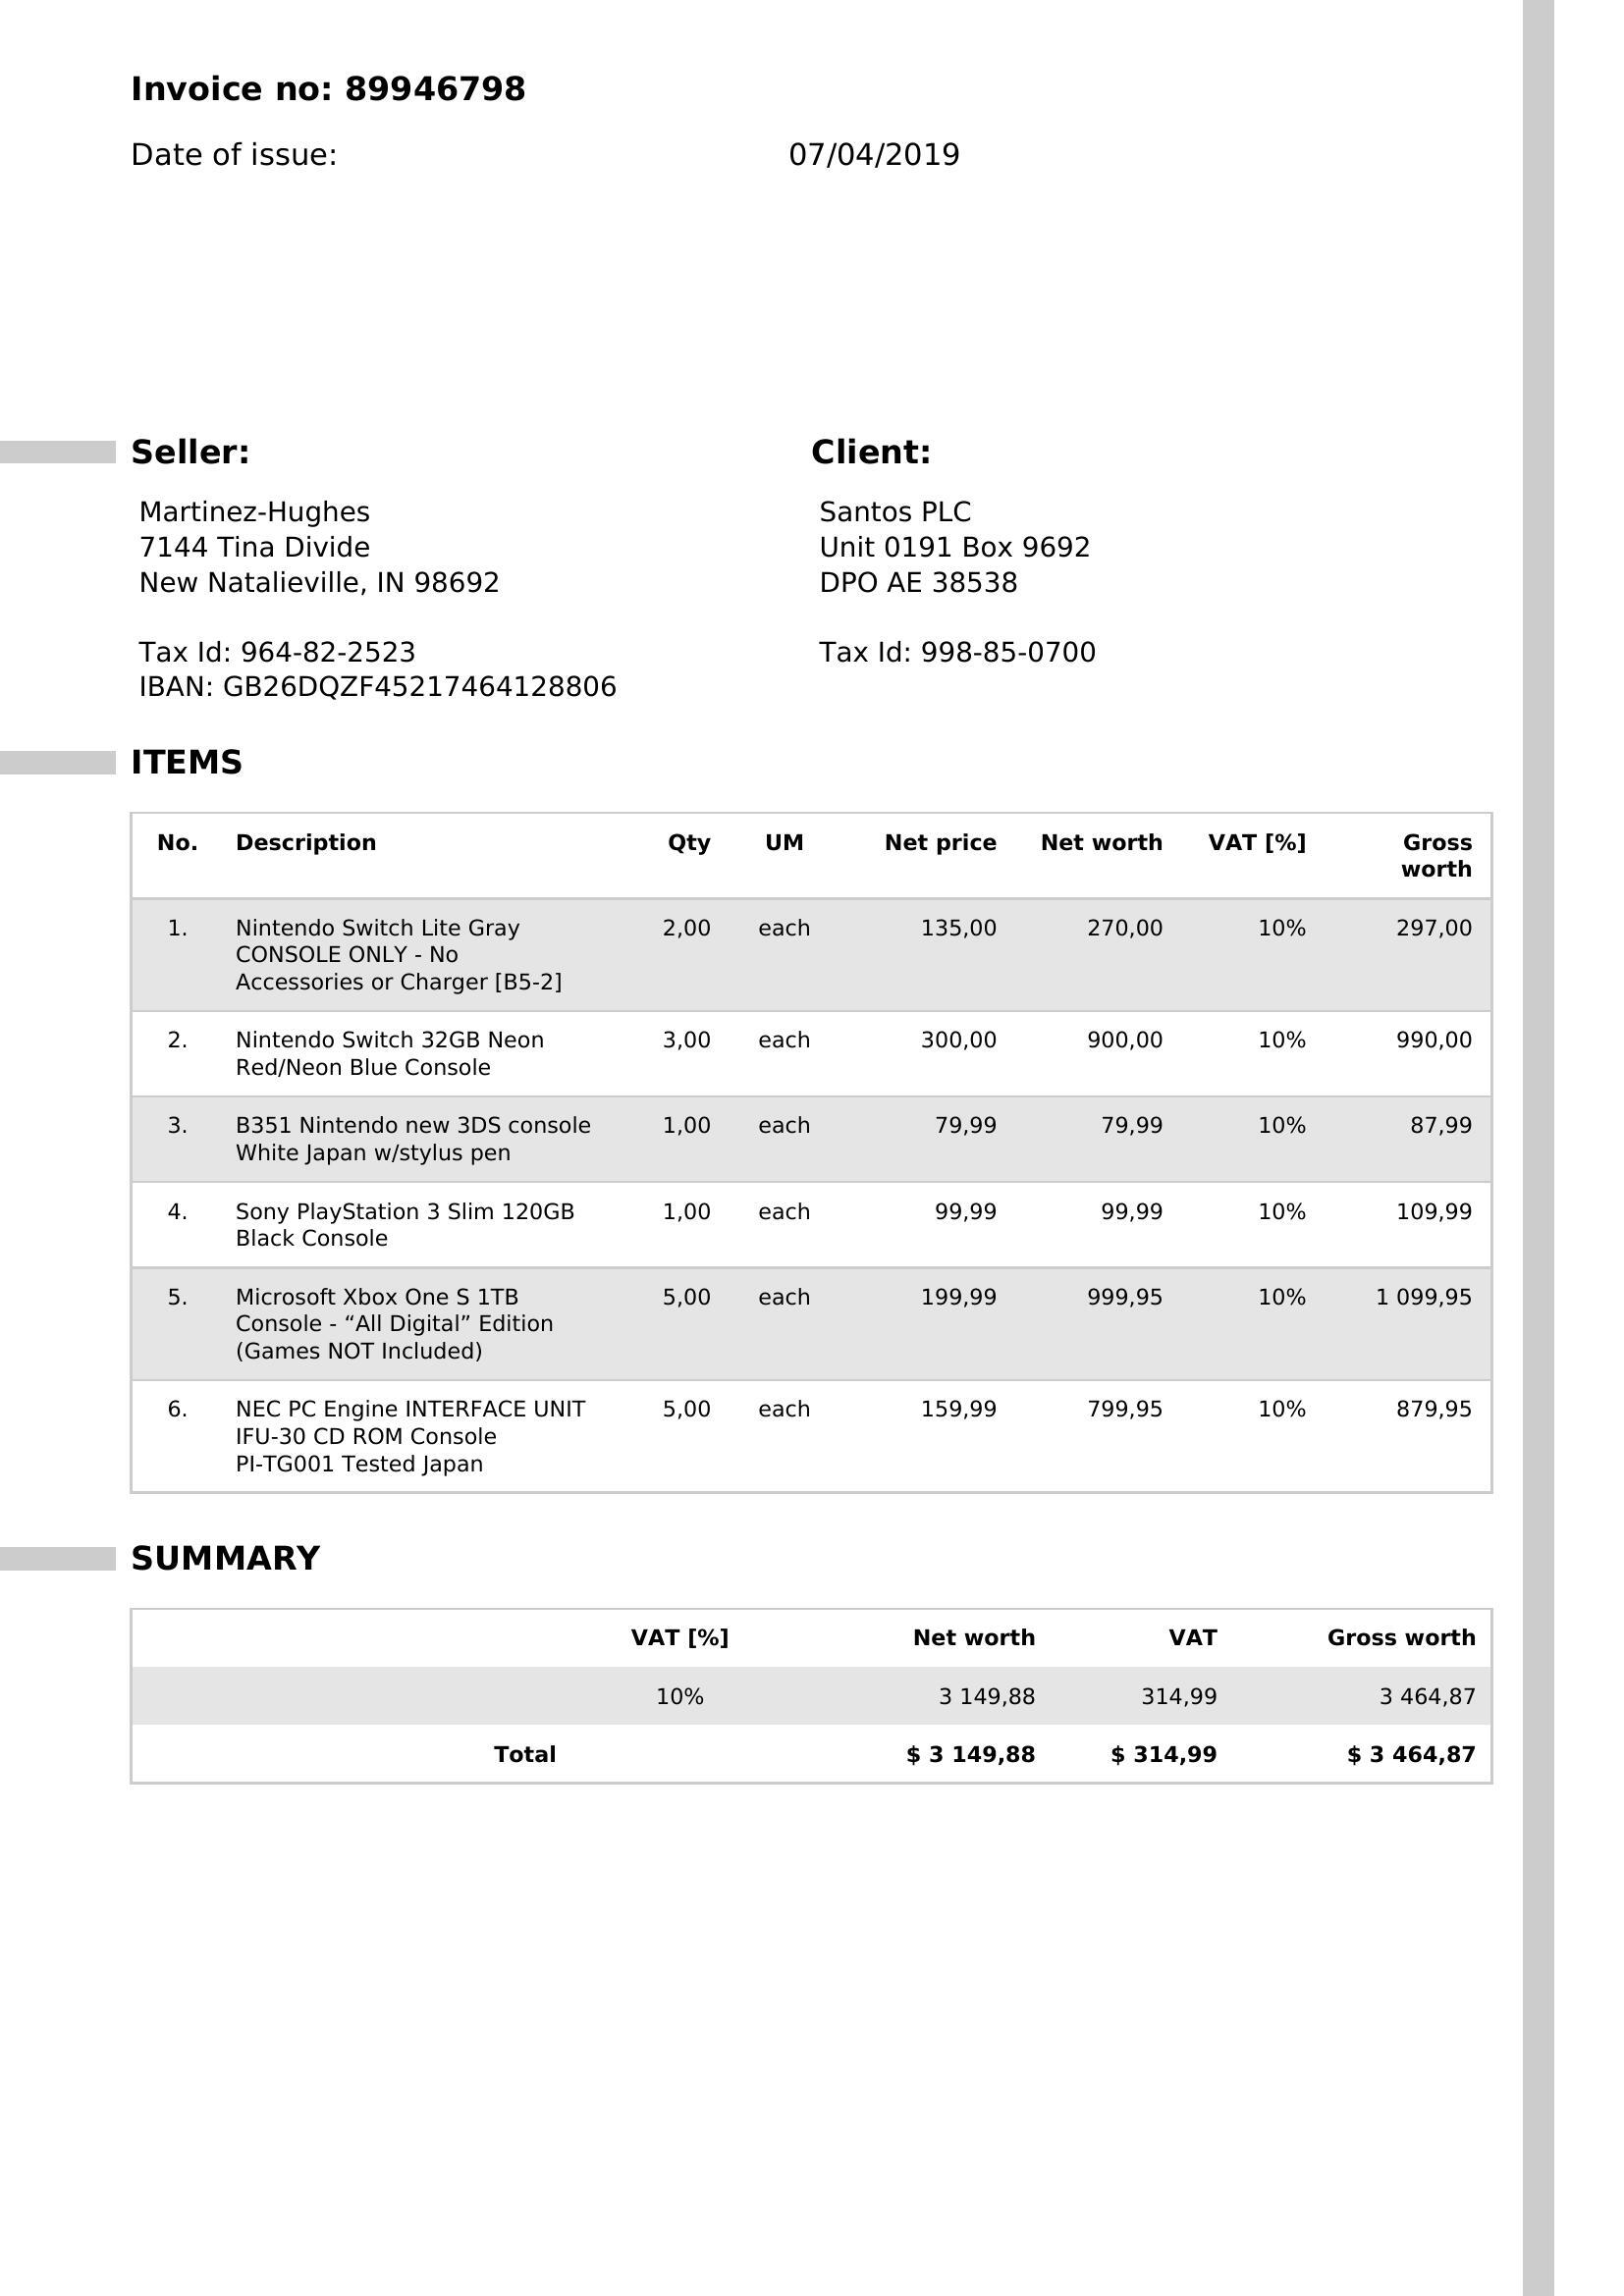 Invoice no: 89946798
Date of issue: 07/04/2019
Seller:
Martinez-Hughes
7144 Tina Divide
New Natalieville, IN 98692
Tax Id: 964-82-2523
IBAN: GB26DQZF45217464128806
Client:
Santos PLC
Unit 0191 Box 9692
DPO AE 38538
Tax Id: 998-85-0700
ITEMS
No. Description Qty UM Net price Net worth VAT [%] Gross
worth
1. Nintendo Switch Lite Gray 2,00 each 135,00 270,00 10% 297,00
CONSOLE ONLY - No
Accessories or Charger [B5-2]
2. Nintendo Switch 32GB Neon 3,00 each 300,00 900,00 10% 990,00
Red/Neon Blue Console
3. B351 Nintendo new 3DS console 1,00 each 79,99 79,99 10% 87,99
White Japan w/stylus pen
4. Sony PlayStation 3 Slim 120GB 1,00 each 99,99 99,99 10% 109,99
Black Console
5. Microsoft Xbox One S 1TB 5,00 each 199,99 999,95 10% 1 099,95
Console - “All Digital” Edition
(Games NOT Included)
6. NEC PC Engine INTERFACE UNIT 5,00 each 159,99 799,95 10% 879,95
IFU-30 CD ROM Console
PI-TG001 Tested Japan
SUMMARY
VAT [%] Net worth VAT Gross worth
10% 3 149,88 314,99 3 464,87
Total $ 3 149,88 $ 314,99 $ 3 464,87